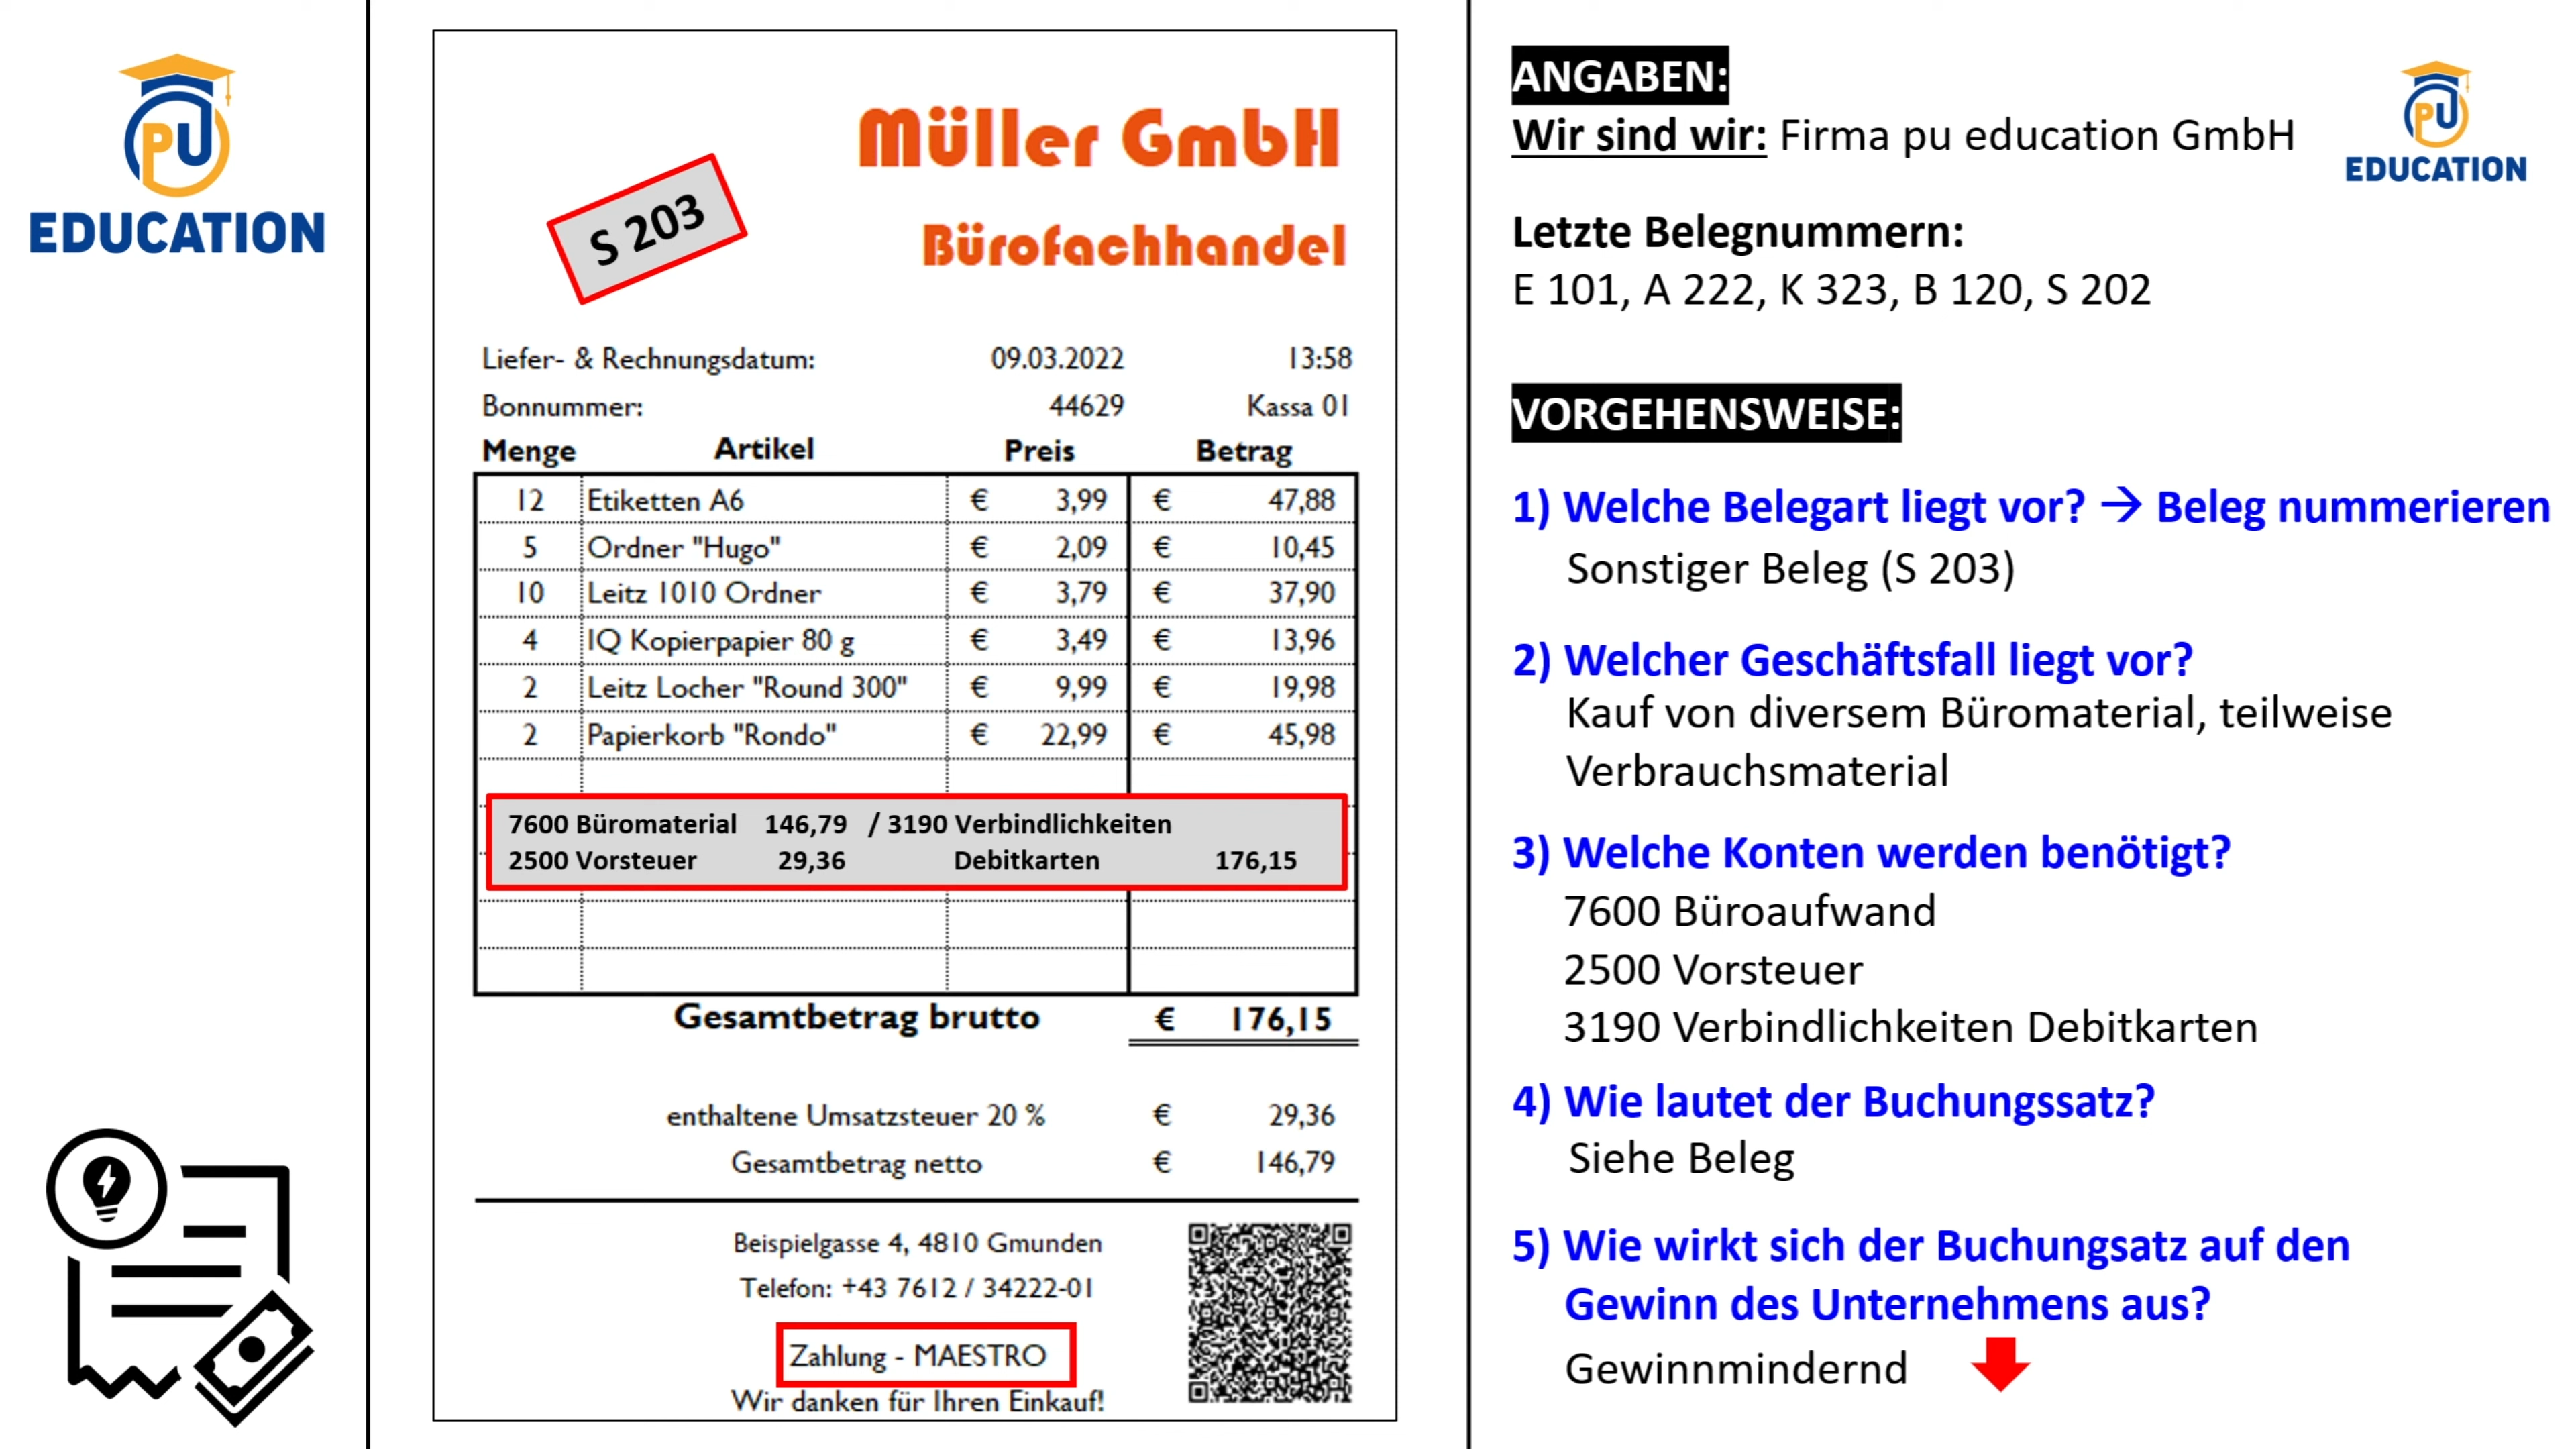 PU
EDUCATION
Müller GmbH
Bürofachhandel
S 203
Liefer- & Rechnungsdatum: 09.03.2022 13:58
Bonnummer: 44629 Kassa 01
Menge Artikel Preis Betrag
12 Etiketten A6 € 3,99 € 47,88
5 Ordner "Hugo" € 2,09 € 10,45
10 Leitz 1010 Ordner € 3,79 € 37,90
4 IQ Kopierpapier 80 g € 3,49 € 13,96
2 Leitz Locher "Round 300" € 9,99 € 19,98
2 Papierkorb "Rondo" € 22,99 € 45,98
7600 Büromaterial 146,79 / 3190 Verbindlichkeiten
2500 Vorsteuer 29,36 Debitkarten 176,15
Gesamtbetrag brutto € 176,15
enthaltene Umsatzsteuer 20 % € 29,36
Gesamtbetrag netto € 146,79
Beispielgasse 4, 4810 Gmunden
Telefon: +43 7612 / 34222-01
Zahlung - MAESTRO
Wir danken für Ihren Einkauf!
ANGABEN:
Wir sind wir: Firma pu education GmbH
PU
EDUCATION
Letzte Belegnummern:
E 101, A 222, K 323, B 120, S 202
VORGEHENSWEISE:
1) Welche Belegart liegt vor? → Beleg nummerieren
Sonstiger Beleg (S 203)
2) Welcher Geschäftsfall liegt vor?
Kauf von diversem Büromaterial, teilweise
Verbrauchsmaterial
3) Welche Konten werden benötigt?
7600 Büroaufwand
2500 Vorsteuer
3190 Verbindlichkeiten Debitkarten
4) Wie lautet der Buchungssatz?
Siehe Beleg
5) Wie wirkt sich der Buchungsatz auf den
Gewinn des Unternehmens aus?
Gewinnmindernd